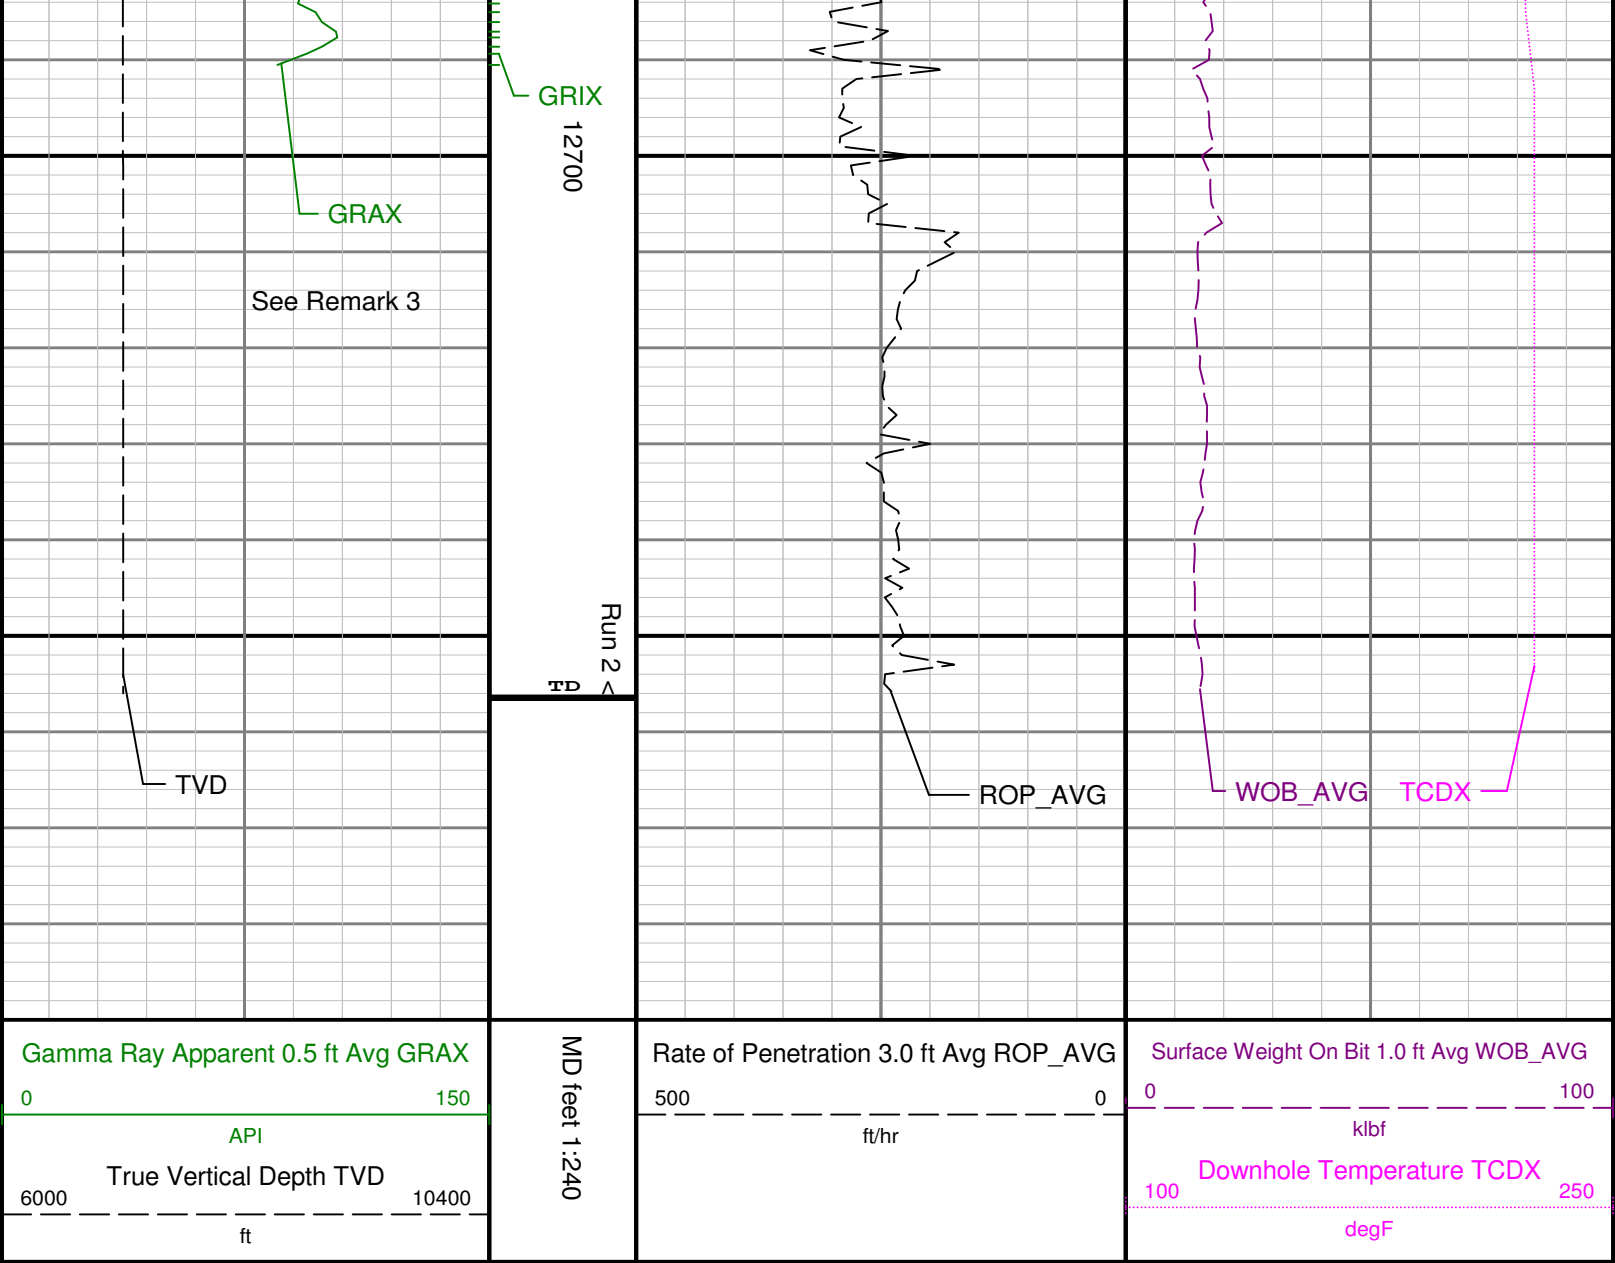 GRIX
12700
GRAX
See Remark 3
Run 2 <
TD
TVD
ROP_AVG
WOB_AVG
TCDX
Gamma Ray Apparent 0.5 ft Avg GRAX
0 150
API
True Vertical Depth TVD
6000 10400
ft
MD feet 1:240
Rate of Penetration 3.0 ft Avg ROP_AVG
500 0
ft/hr
Surface Weight On Bit 1.0 ft Avg WOB_AVG
0 100
klbf
Downhole Temperature TCDX
100 250
degF